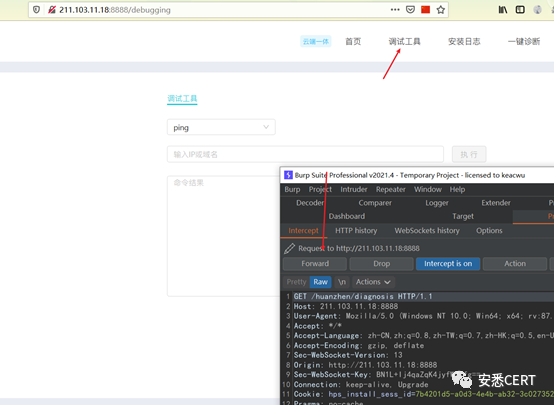 211.103.11.18:8888/debugging
云端一体 首页 调试工具 安装日志 一键诊断
调试工具
ping
输入IP或域名 执 行
命令结果
Burp Suite Professional v2021.4 - Temporary Project - licensed to keacwu
Burp Project Intruder Repeater Window Help
Decoder Comparer Logger Extender
Dashboard Target
Intercept HTTP history WebSockets history Options
Request to http://211.103.11.18:8888
Forward Drop Intercept is on Action
Pretty Raw \n Actions
1 GET /huanzhen/diagnosis HTTP/1.1
2 Host: 211.103.11.18:8888
3 User-Agent: Mozilla/5.0 (Windows NT 10.0; Win64; x64; rv:87.
4 Accept: */*
5 Accept-Language: zh-CN,zh;q=0.8,zh-TW;q=0.7,zh-HK;q=0.5,en-U
6 Accept-Encoding: gzip, deflate
7 Sec-WebSocket-Version: 13
8 Origin: http://211.103.11.18:8888
9 Sec-WebSocket-Key:
10 Connection: keep-alive, Upgrade
11 Cookie: hps_install_sess_id=7b4201d5-a0d3-4e4b-ab32-3c027352
12 Pragma: no-cache
安悉CERT